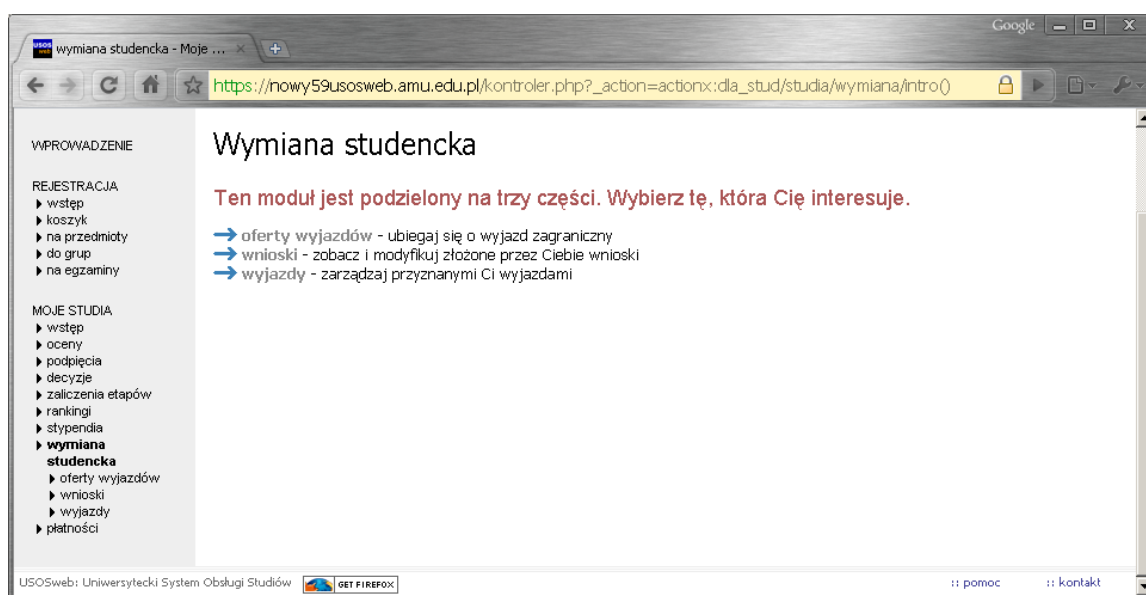 Google
USOS web wymiana studencka - Moje ...
https://nowy59usosweb.amu.edu.pl/kontroler.php?_action=actionx:dla_stud/studia/wymiana/intro()
WPROWADZENIE
REJESTRACJA
wstęp
koszyk
na przedmioty
do grup
na egzaminy
MOJE STUDIA
wstęp
oceny
podpięcia
decyzje
zaliczenia etapów
rankingi
stypendia
wymiana
studencka
oferty wyjazdów
wnioski
wyjazdy
płatności
Wymiana studencka
Ten moduł jest podzielony na trzy części. Wybierz tę, która Cię interesuje.
oferty wyjazdów - ubiegaj się o wyjazd zagraniczny
wnioski - zobacz i modyfikuj złożone przez Ciebie wnioski
wyjazdy - zarządzaj przyznanymi Ci wyjazdami
USOSweb: Uniwersytecki System Obsługi Studiów GET FIREFOX :: pomoc :: kontakt